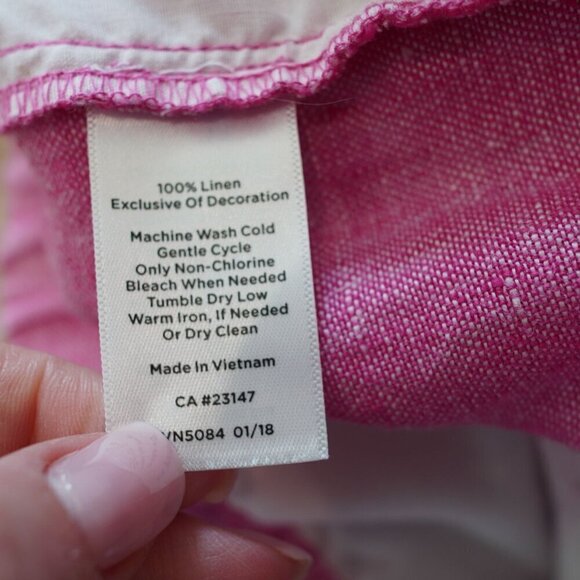 100% Linen
Exclusive Of Decoration
Machine Wash Cold
Gentle Cycle
Only Non-Chlorine
Bleach When Needed
Tumble Dry Low
Warm Iron, If Needed
Or Dry Clean
Made In Vietnam
CA #23147
VN5084 01/18